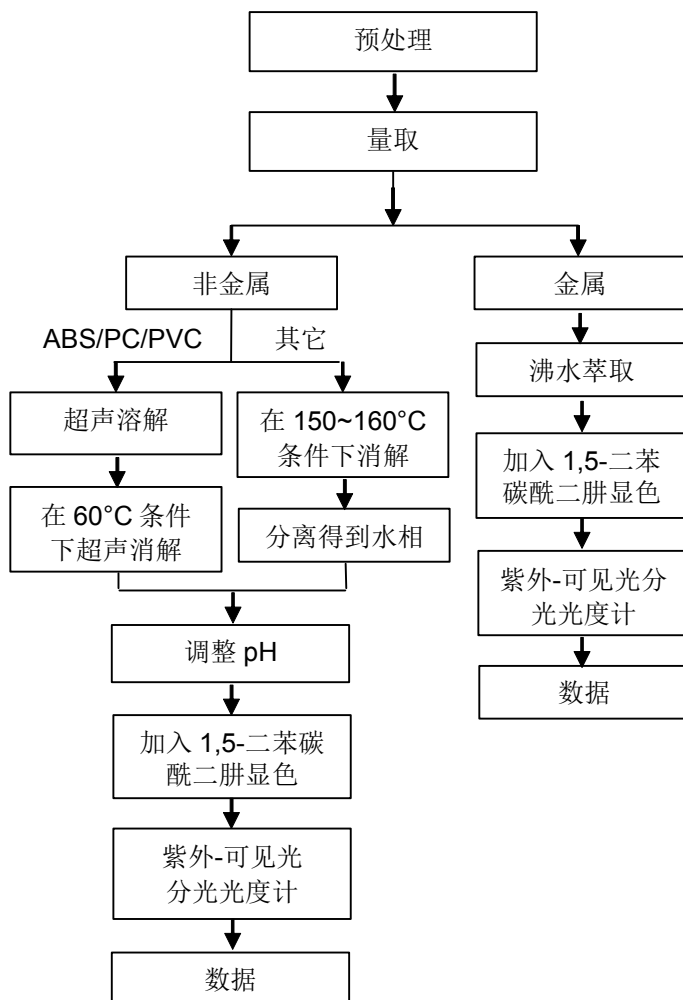 预处理
量取
非金属
金属
ABS/PC/PVC
其它
沸水萃取
超声溶解
在 150~160°C
条件下消解
加入 1,5-二苯
碳酰二肼显色
在 60°C 条件
下超声消解
分离得到水相
紫外-可见光分
光光度计
调整 pH
数据
加入 1,5-二苯碳
酰二肼显色
紫外-可见光
分光光度计
数据